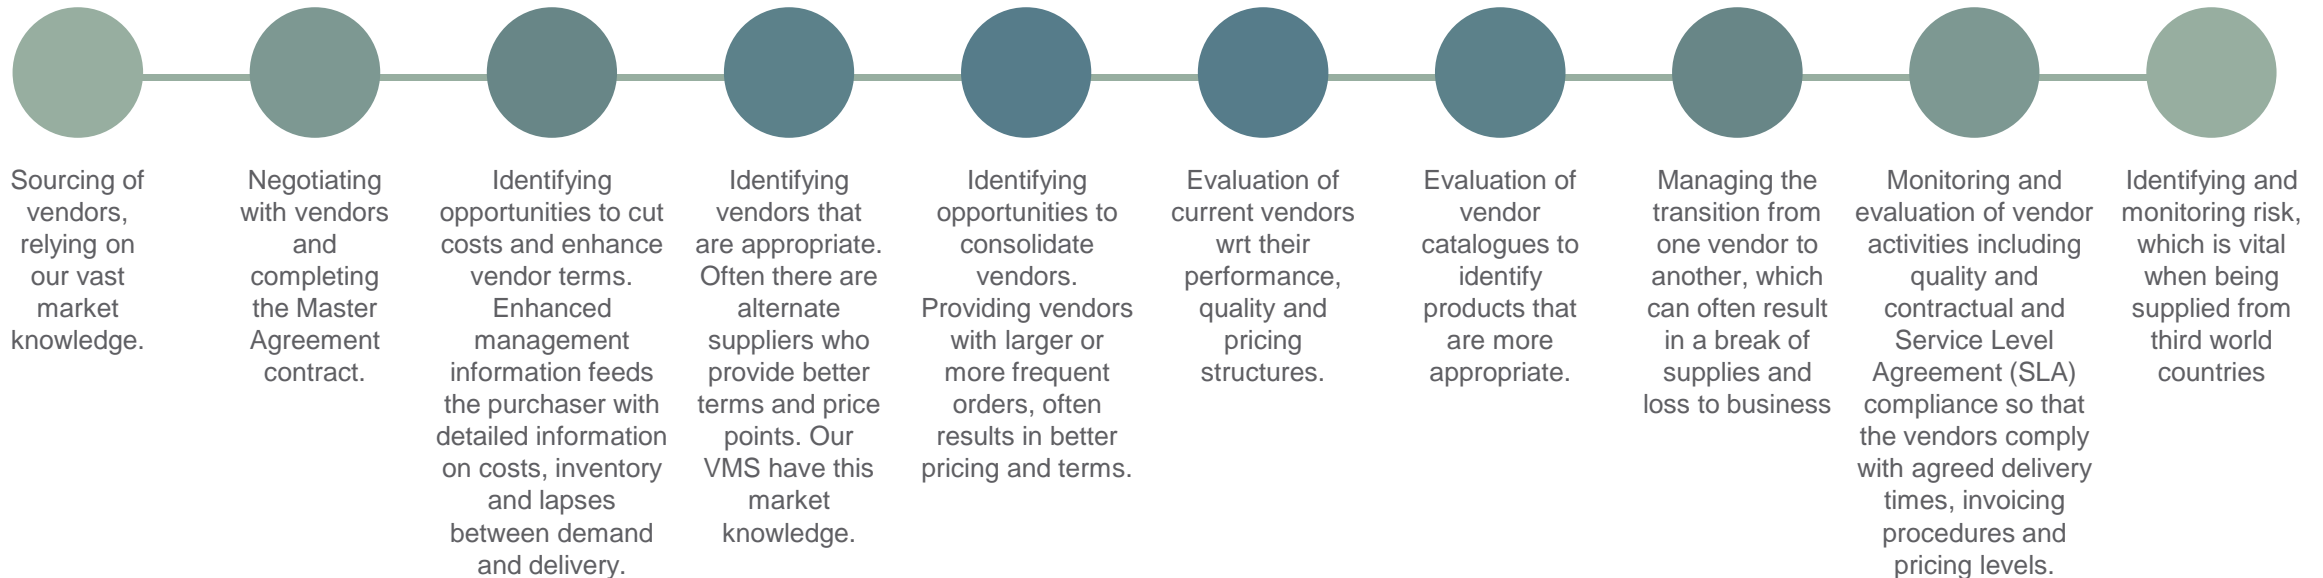 Sourcing of
vendors,
relying on
our vast
market
knowledge.
Negotiating
with vendors
and
completing
the Master
Agreement
contract.
Identifying
opportunities to cut
costs and enhance
vendor terms.
Enhanced
management
information feeds
the purchaser with
detailed information
on costs, inventory
and lapses
between demand
and delivery.
Identifying
vendors that
are appropriate.
Often there are
alternate
suppliers who
provide better
terms and price
points. Our
VMS have this
market
knowledge.
Identifying
opportunities to
consolidate
vendors.
Providing vendors
with larger or
more frequent
orders, often
results in better
pricing and terms.
Evaluation of
current vendors
wrt their
performance,
quality and
pricing
structures.
Evaluation of
vendor
catalogues to
identify
products that
are more
appropriate.
Managing the
transition from
one vendor to
another, which
can often result
in a break of
supplies and
loss to business
Monitoring and
evaluation of vendor
activities including
quality and
contractual and
Service Level
Agreement (SLA)
compliance so that
the vendors comply
with agreed delivery
times, invoicing
procedures and
pricing levels.
Identifying and
monitoring risk,
which is vital
when being
supplied from
third world
countries